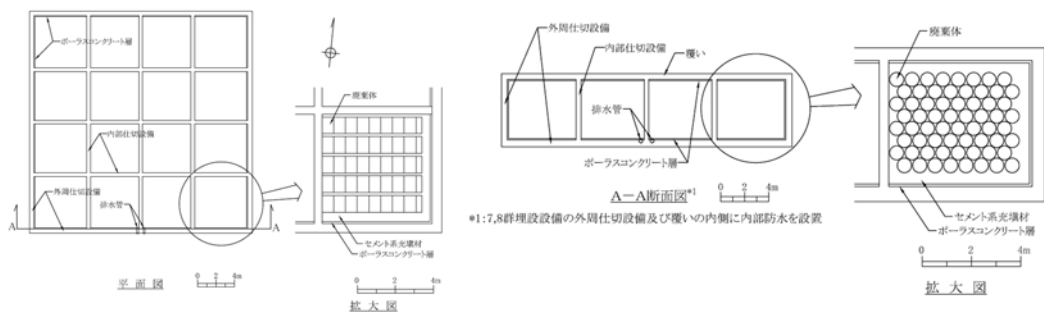 ポーラスコンクリート層
内部仕切設備
外周仕切設備
排水管
A
A
平面図
0 2 4m
廃棄体
セメント系充填材
ポーラスコンクリート層
0 2 4m
拡大図
外周仕切設備
内部仕切設備
覆い
排水管
ポーラスコンクリート層
A－A断面図*1
0 2 4m
*1:7,8群埋設設備の外周仕切設備及び覆いの内側に内部防水を設置
廃棄体
セメント系充填材
ポーラスコンクリート層
0 2 4m
拡大図